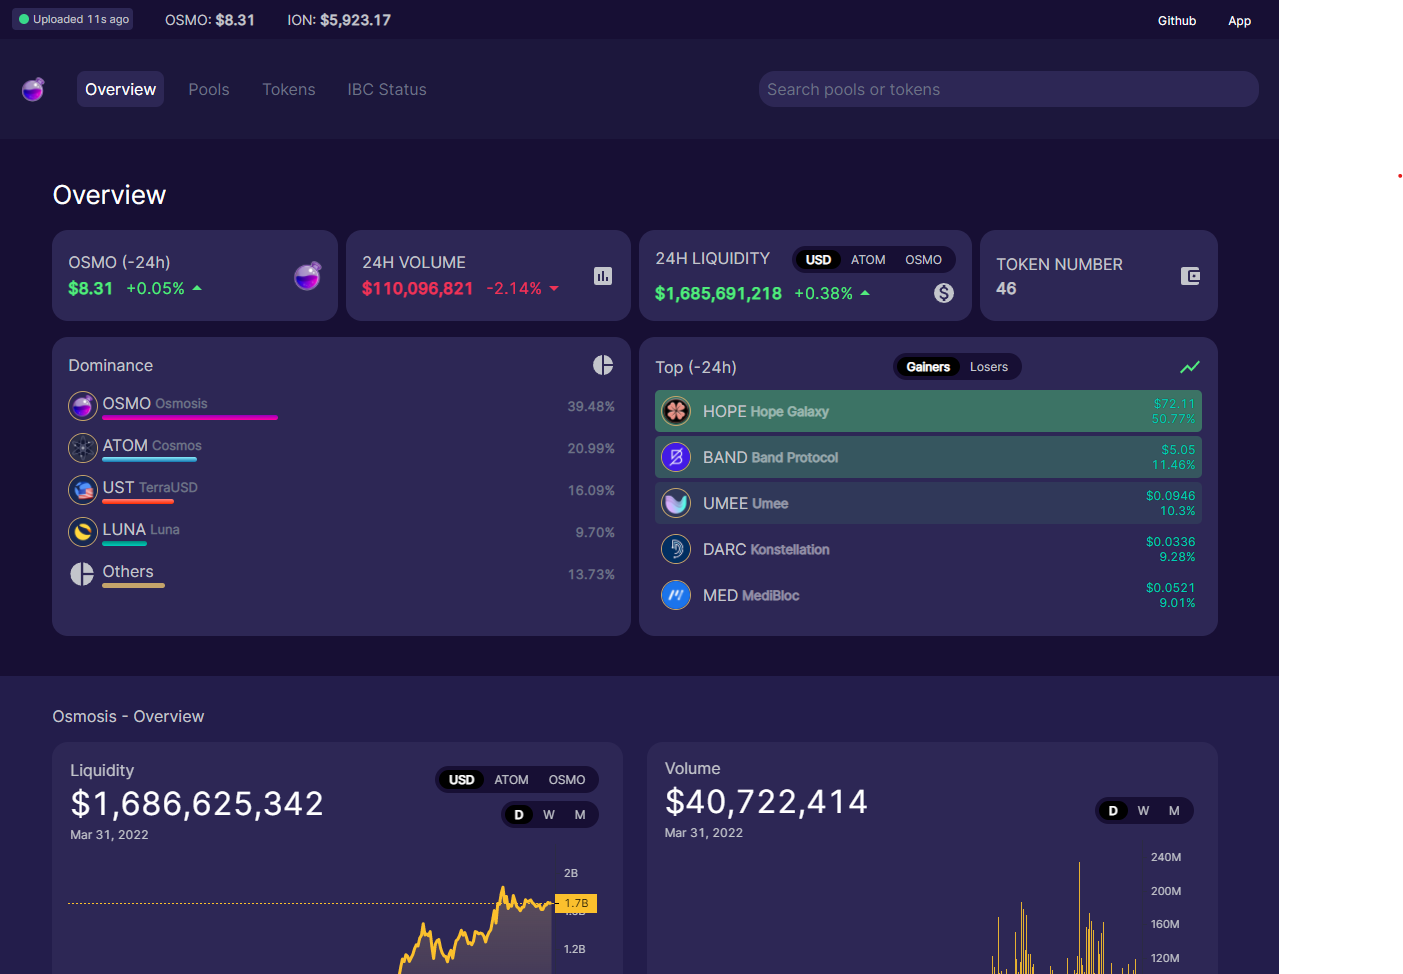 Uploaded 11s ago OSMO: $8.31 ION: $5,923.17 Github App
Overview Pools Tokens IBC Status Search pools or tokens
Overview
OSMO (-24h)
$8.31 +0.05%
24H VOLUME
$110,096,821 -2.14%
24H LIQUIDITY USD ATOM OSMO
$1,685,691,218 +0.38%
TOKEN NUMBER
46
Dominance
OSMO Osmosis 39.48%
ATOM Cosmos 20.99%
UST TerraUSD 16.09%
LUNA Luna 9.70%
Others 13.73%
Top (-24h) Gainers Losers
HOPE Hope Galaxy $72.11
50.77%
BAND Band Protocol $5.05
11.46%
UMEE Umee $0.0946
10.3%
DARC Konstellation $0.0336
9.28%
MED MediBloc $0.0521
9.01%
Osmosis - Overview
Liquidity
USD ATOM OSMO
$1,686,625,342
D W M
Mar 31, 2022
2B
1.7B
1.2B
Volume
$40,722,414
D W M
Mar 31, 2022
240M
200M
160M
120M